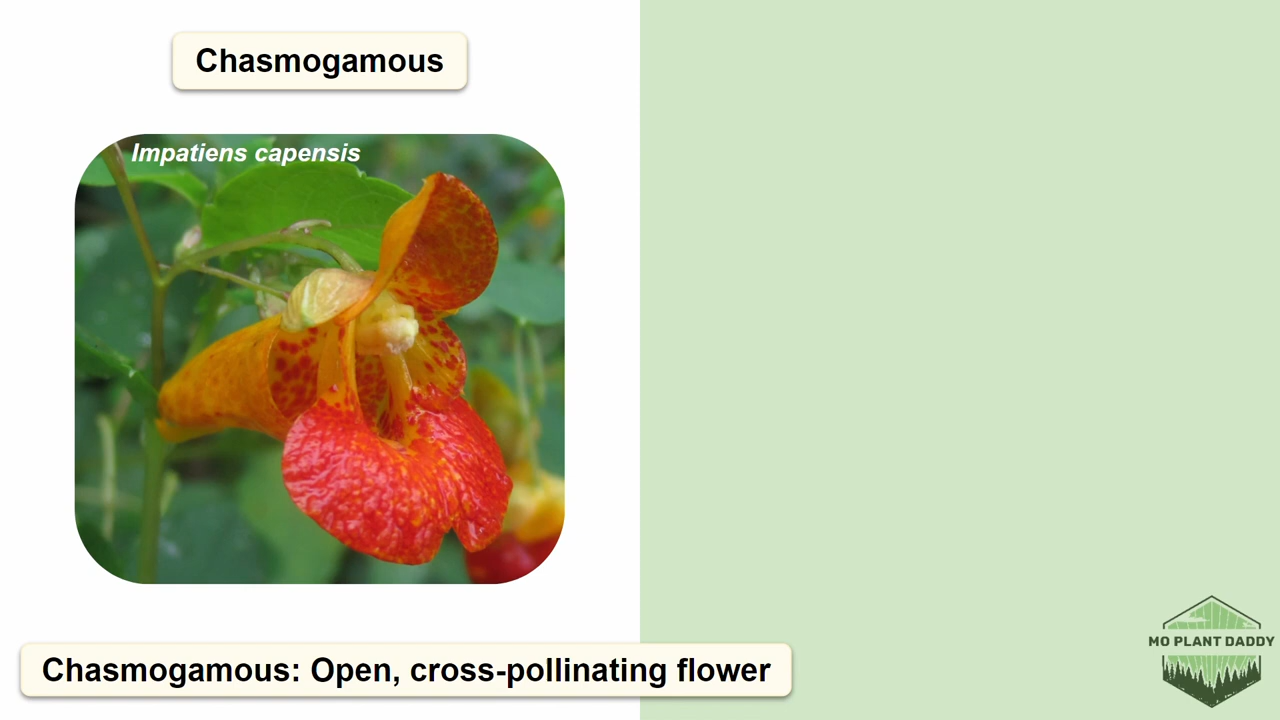 Chasmogamous
Impatiens capensis
Chasmogamous: Open, cross-pollinating flower
MO PLANT DADDY